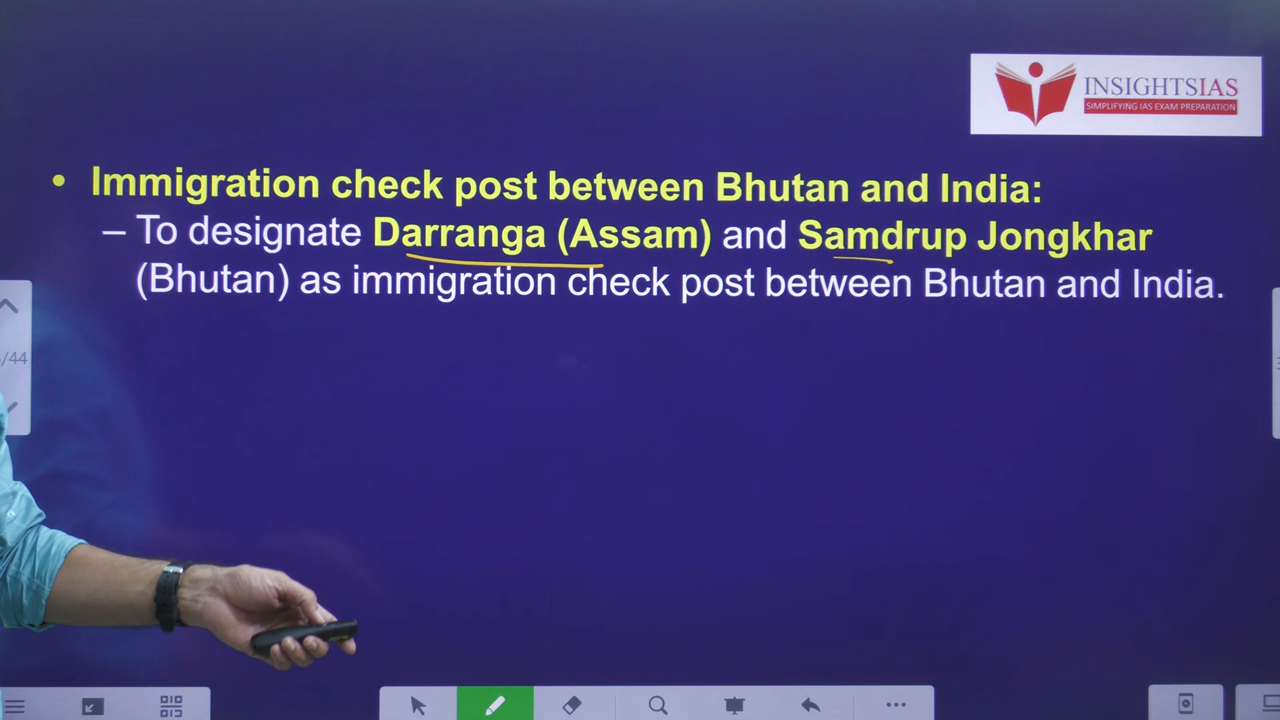 INSIGHTSIAS
SIMPLIFYING IAS EXAM PREPARATION
• Immigration check post between Bhutan and India:
– To designate Darranga (Assam) and Samdrup Jongkhar
(Bhutan) as immigration check post between Bhutan and India.
/44